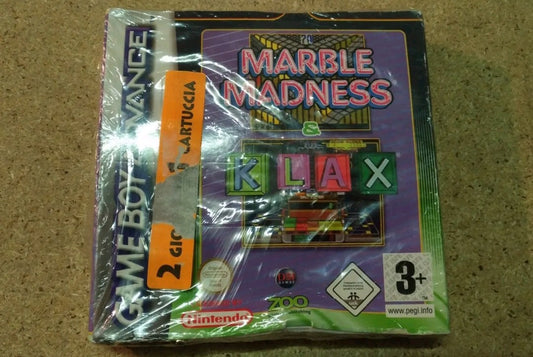 GAME BOY ADVANCE
2 GIO
CARTUCCIA
MARBLE
MADNESS
&
KLAX
3+
www.pegi.info
Nintendo
ZOO